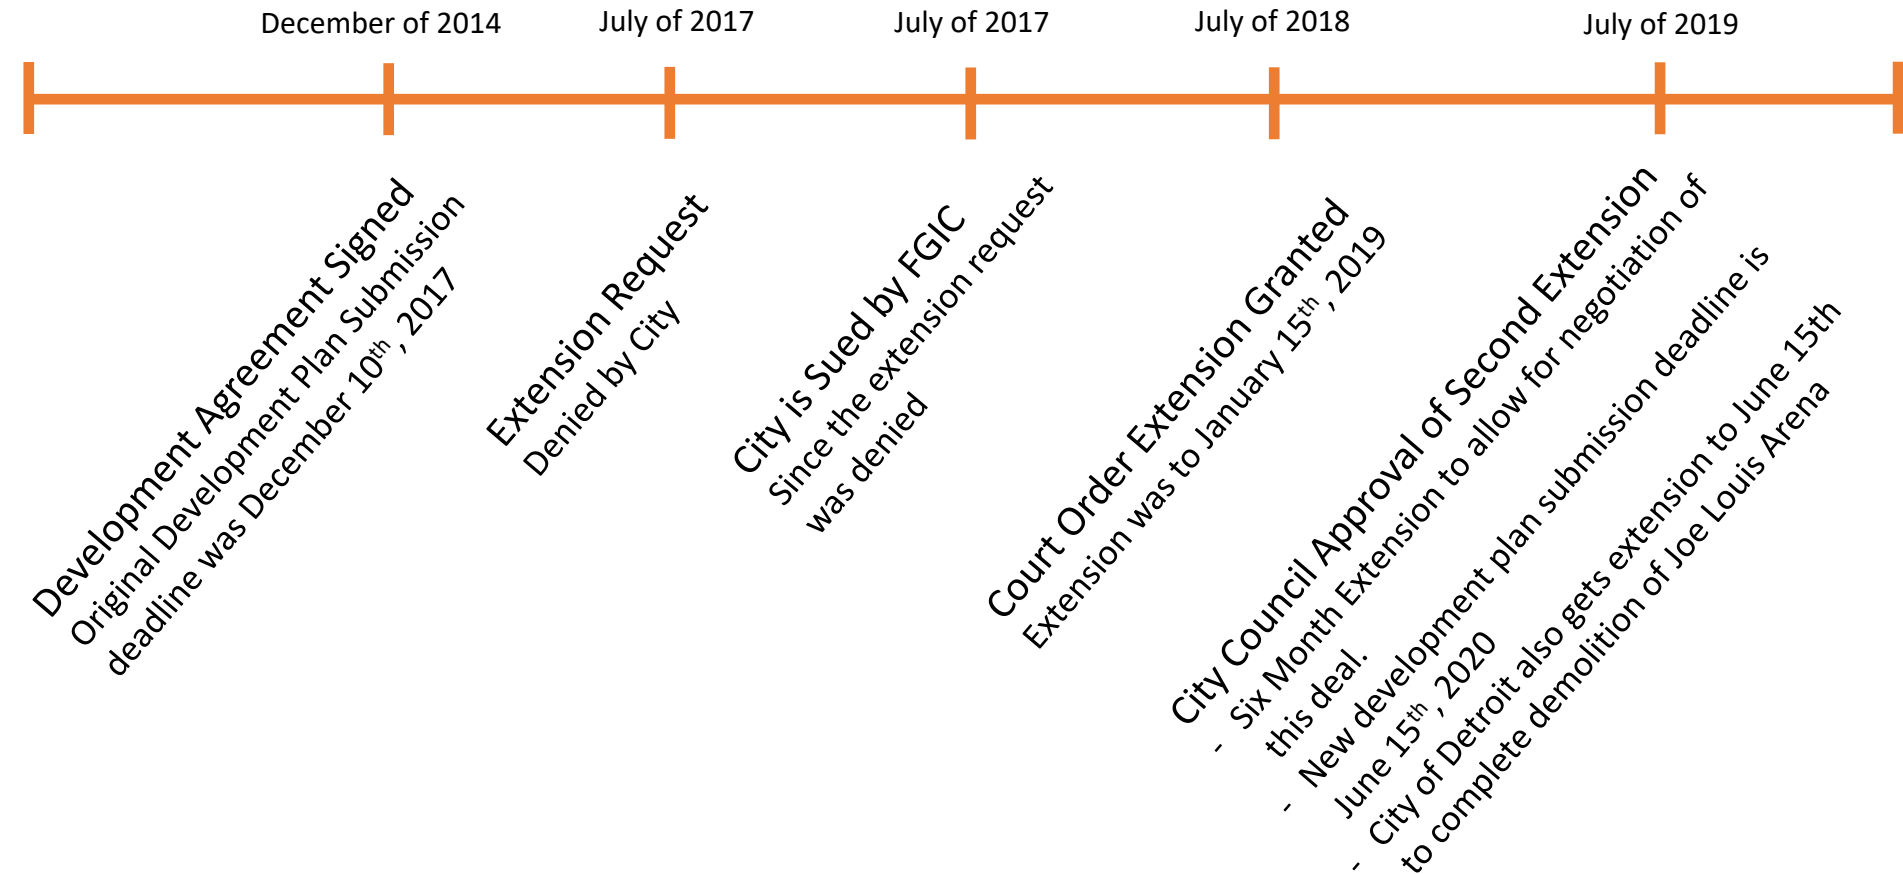 December of 2014
July of 2017
July of 2017
July of 2018
July of 2019
Development Agreement Signed
Original Development Plan Submission
deadline was December 10th, 2017
Extension Request
Denied by City
City is Sued by FGIC
Since the extension request
was denied
Court Order Extension Granted
Extension was to January 15th, 2019
City Council Approval of Second Extension
- Six Month Extension to allow for negotiation of
this deal.
- New development plan submission deadline is
June 15th, 2020
- City of Detroit also gets extension to June 15th
to complete demolition of Joe Louis Arena